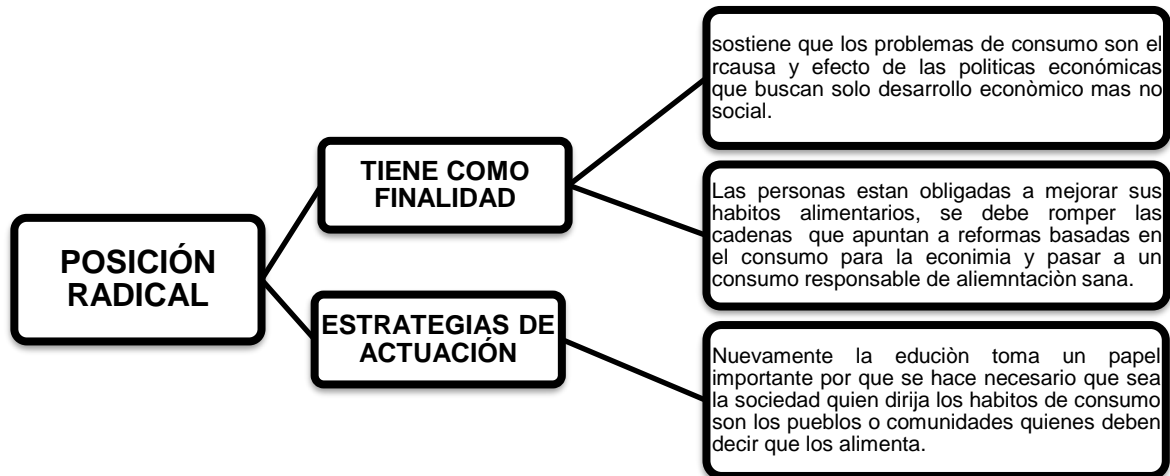 POSICIÓN
RADICAL
TIENE COMO
FINALIDAD
sostiene que los problemas de consumo son el
rcausa y efecto de las politicas económicas
que buscan solo desarrollo econòmico mas no
social.
Las personas estan obligadas a mejorar sus
habitos alimentarios, se debe romper las
cadenas que apuntan a reformas basadas en
el consumo para la econimia y pasar a un
consumo responsable de aliemntaciòn sana.
ESTRATEGIAS DE
ACTUACIÓN
Nuevamente la educiòn toma un papel
importante por que se hace necesario que sea
la sociedad quien dirija los habitos de consumo
son los pueblos o comunidades quienes deben
decir que los alimenta.